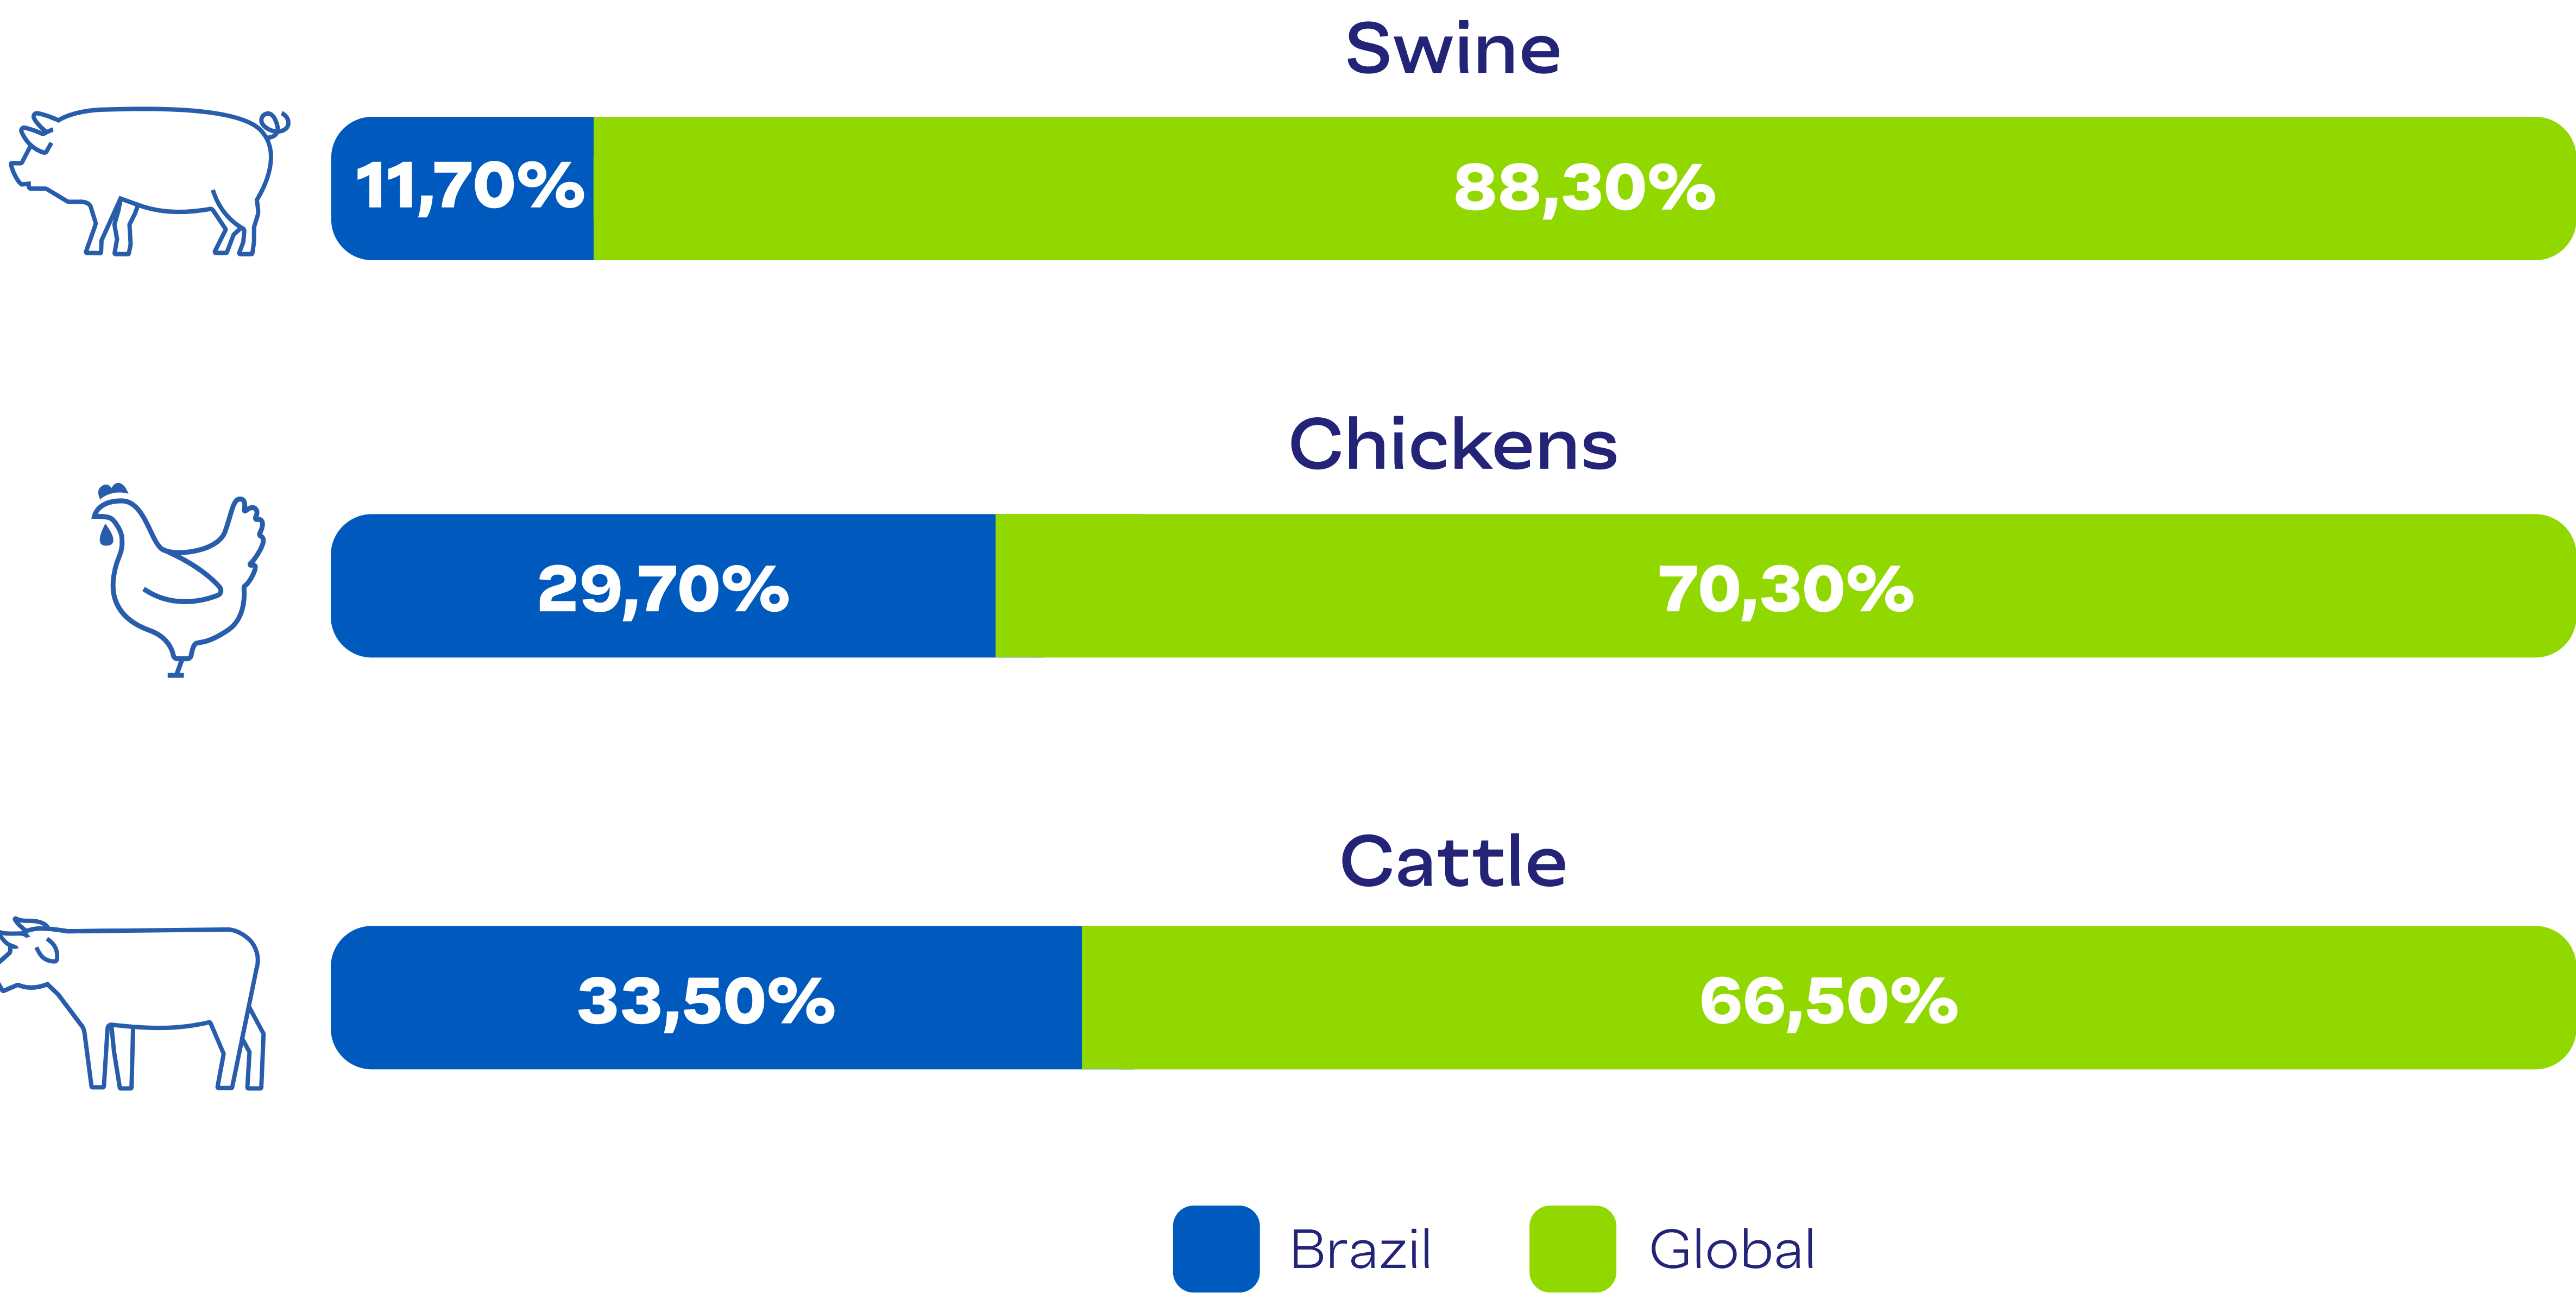 Swine
11,70% 88,30%
Chickens
29,70% 70,30%
Cattle
33,50% 66,50%
Brazil Global